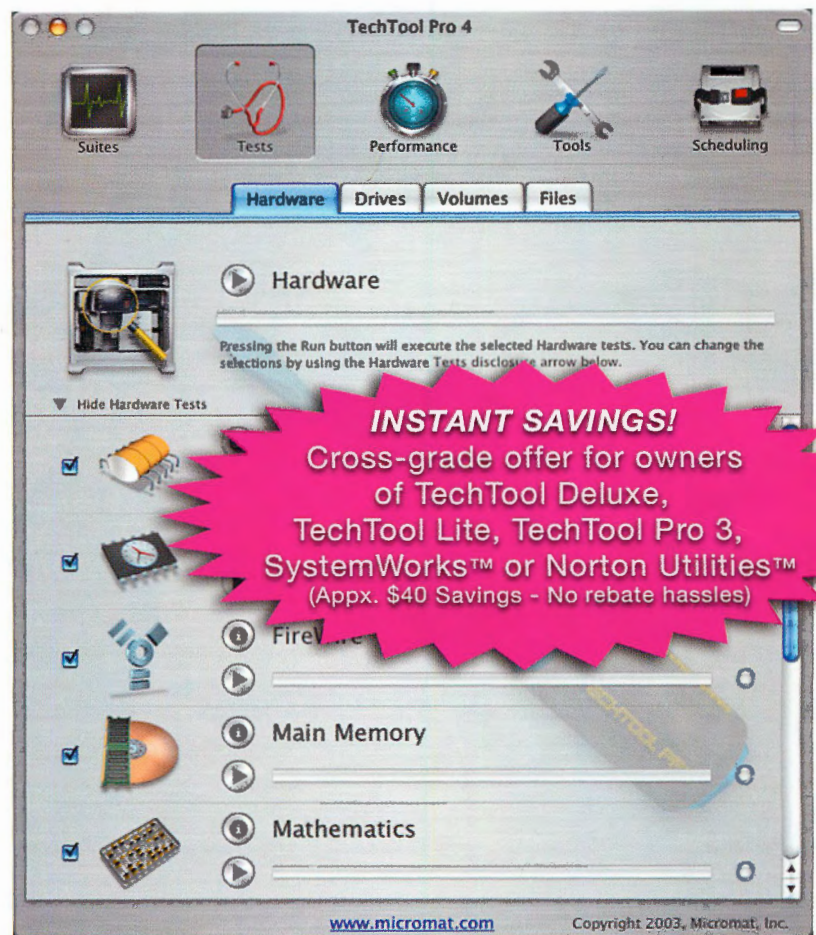 TechTool Pro 4
Suites
Tests
Performance
Tools
Scheduling
Hardware
Drives
Volumes
Files
Hardware
Pressing the Run button will execute the selected Hardware tests. You can change the
selections by using the Hardware Tests disclosure arrow below.
Hide Hardware Tests
INSTANT SAVINGS!
Cross-grade offer for owners
of TechTool Deluxe,
TechTool Lite, TechTool Pro 3,
SystemWorks™ or Norton Utilities™
(Appx. $40 Savings - No rebate hassles)
FireWire
Main Memory
TECHTOOL PRO
Mathematics
www.micromat.com
Copyright 2003, Micromat, Inc.